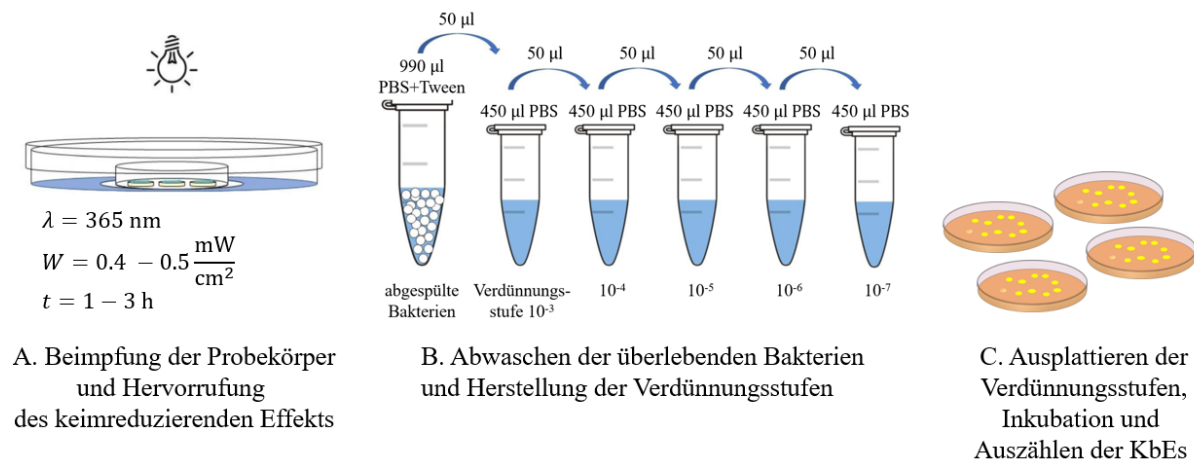 50 µl
50 µl 50 µl 50 µl 50 µl
990 µl
PBS+Tween
450 µl PBS 450 µl PBS 450 µl PBS 450 µl PBS 450 µl PBS
λ = 365 nm
W = 0.4 − 0.5 mW/cm²
t = 1 − 3 h
abgespülte
Bakterien
Verdünnungs-
stufe 10⁻³
10⁻⁴ 10⁻⁵ 10⁻⁶ 10⁻⁷
A. Beimpfung der Probekörper
und Hervorrufung
des keimreduzierenden Effekts
B. Abwaschen der überlebenden Bakterien
und Herstellung der Verdünnungsstufen
C. Ausplattieren der
Verdünnungsstufen,
Inkubation und
Auszählen der KbEs